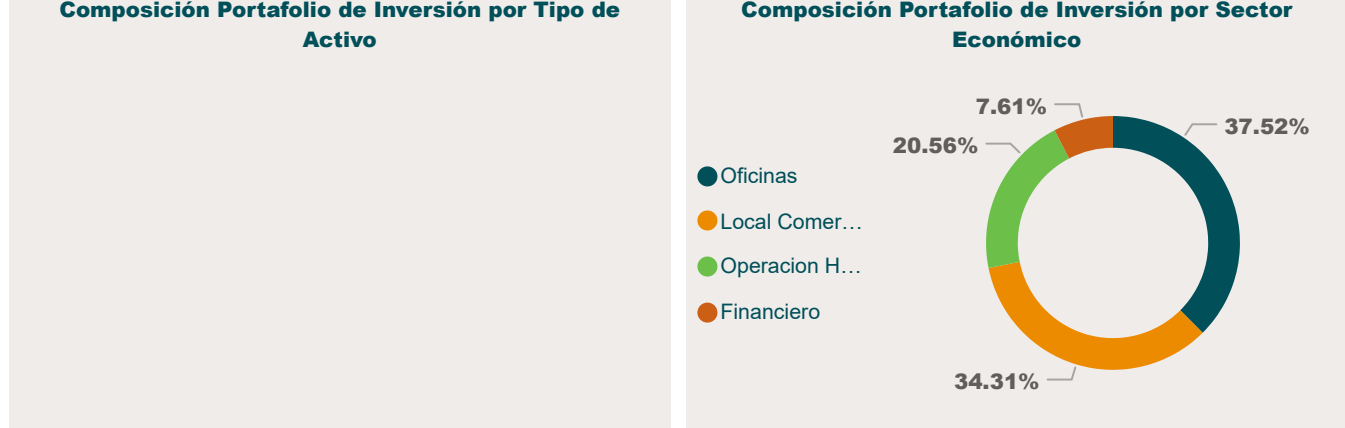 Composición Portafolio de Inversión por Tipo de
Activo
Composición Portafolio de Inversión por Sector
Económico
7.61%
37.52%
20.56%
Oficinas
Local Comer…
Operacion H…
Financiero
34.31%